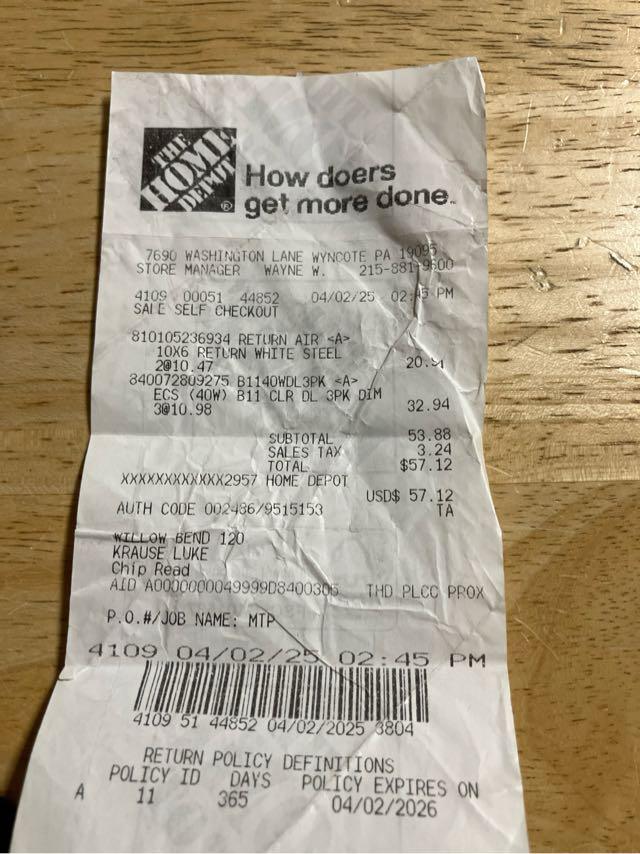 THE
HOME
DEPOT
®
How doers
get more done.™
7690 WASHINGTON LANE WYNCOTE PA 19095
STORE MANAGER WAYNE W. 215-881-9600
4109 00051 44852 04/02/25 02:45 PM
SALE SELF CHECKOUT
810105236934 RETURN AIR <A>
10X6 RETURN WHITE STEEL
2@10.47 20.94
840072809275 B1140WDL3PK <A>
ECS (40W) B11 CLR DL 3PK DIM
3@10.98 32.94
SUBTOTAL 53.88
SALES TAX 3.24
TOTAL $57.12
XXXXXXXXXXXX2957 HOME DEPOT
USD$ 57.12
AUTH CODE 002486/9515153 TA
WILLOW BEND 120
KRAUSE LUKE
Chip Read
AID A0000000049999D8400305 THD PLCC PROX
P.O.#/JOB NAME: MTP
4109 04/02/25 02:45 PM
4109 51 44852 04/02/2025 3804
RETURN POLICY DEFINITIONS
POLICY ID DAYS POLICY EXPIRES ON
A 11 365 04/02/2026